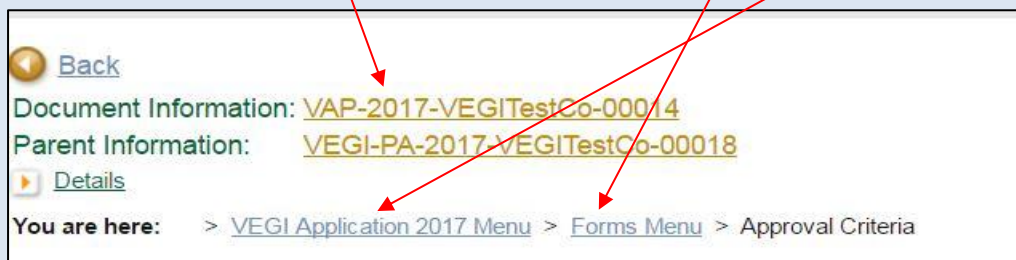 Back
Document Information: VAP-2017-VEGITestCo-00014
Parent Information: VEGI-PA-2017-VEGITestCo-00018
Details
You are here: > VEGI Application 2017 Menu > Forms Menu > Approval Criteria